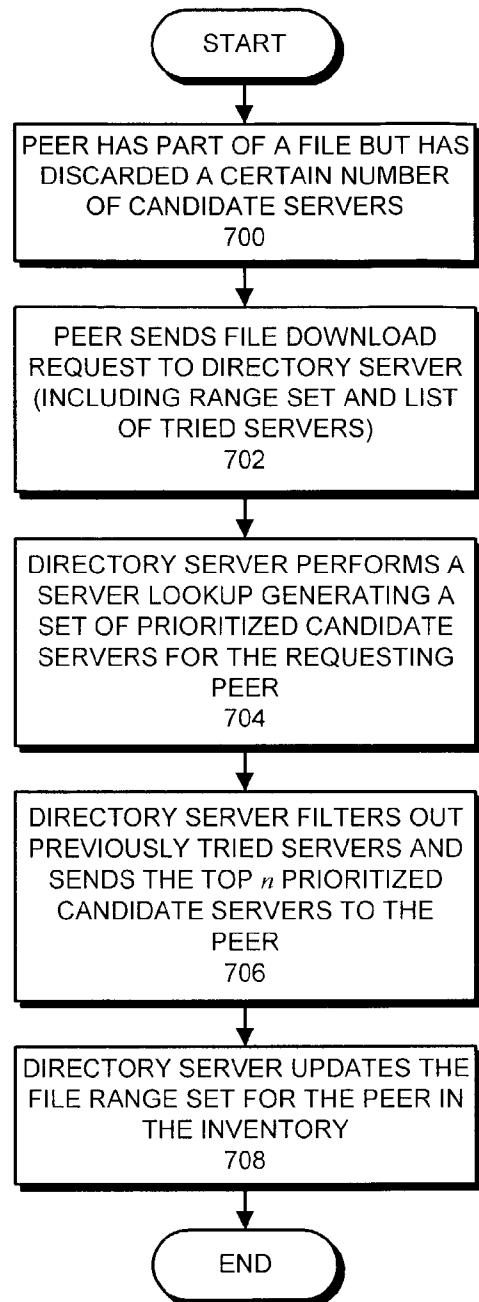 START
PEER HAS PART OF A FILE BUT HAS
DISCARDED A CERTAIN NUMBER
OF CANDIDATE SERVERS
700
PEER SENDS FILE DOWNLOAD
REQUEST TO DIRECTORY SERVER
(INCLUDING RANGE SET AND LIST
OF TRIED SERVERS)
702
DIRECTORY SERVER PERFORMS A
SERVER LOOKUP GENERATING A
SET OF PRIORITIZED CANDIDATE
SERVERS FOR THE REQUESTING
PEER
704
DIRECTORY SERVER FILTERS OUT
PREVIOUSLY TRIED SERVERS AND
SENDS THE TOP n PRIORITIZED
CANDIDATE SERVERS TO THE
PEER
706
DIRECTORY SERVER UPDATES THE
FILE RANGE SET FOR THE PEER IN
THE INVENTORY
708
END